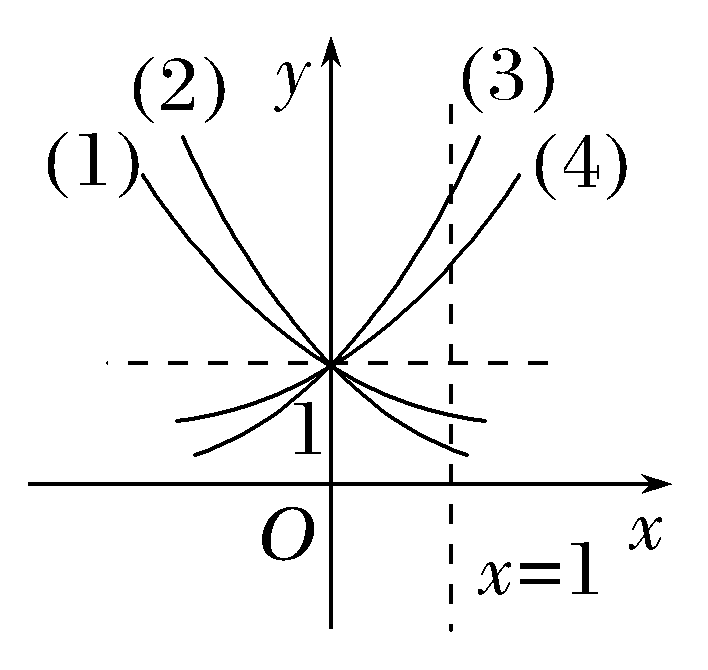 (2) y (3)
(1) (4)
1
O x
x=1